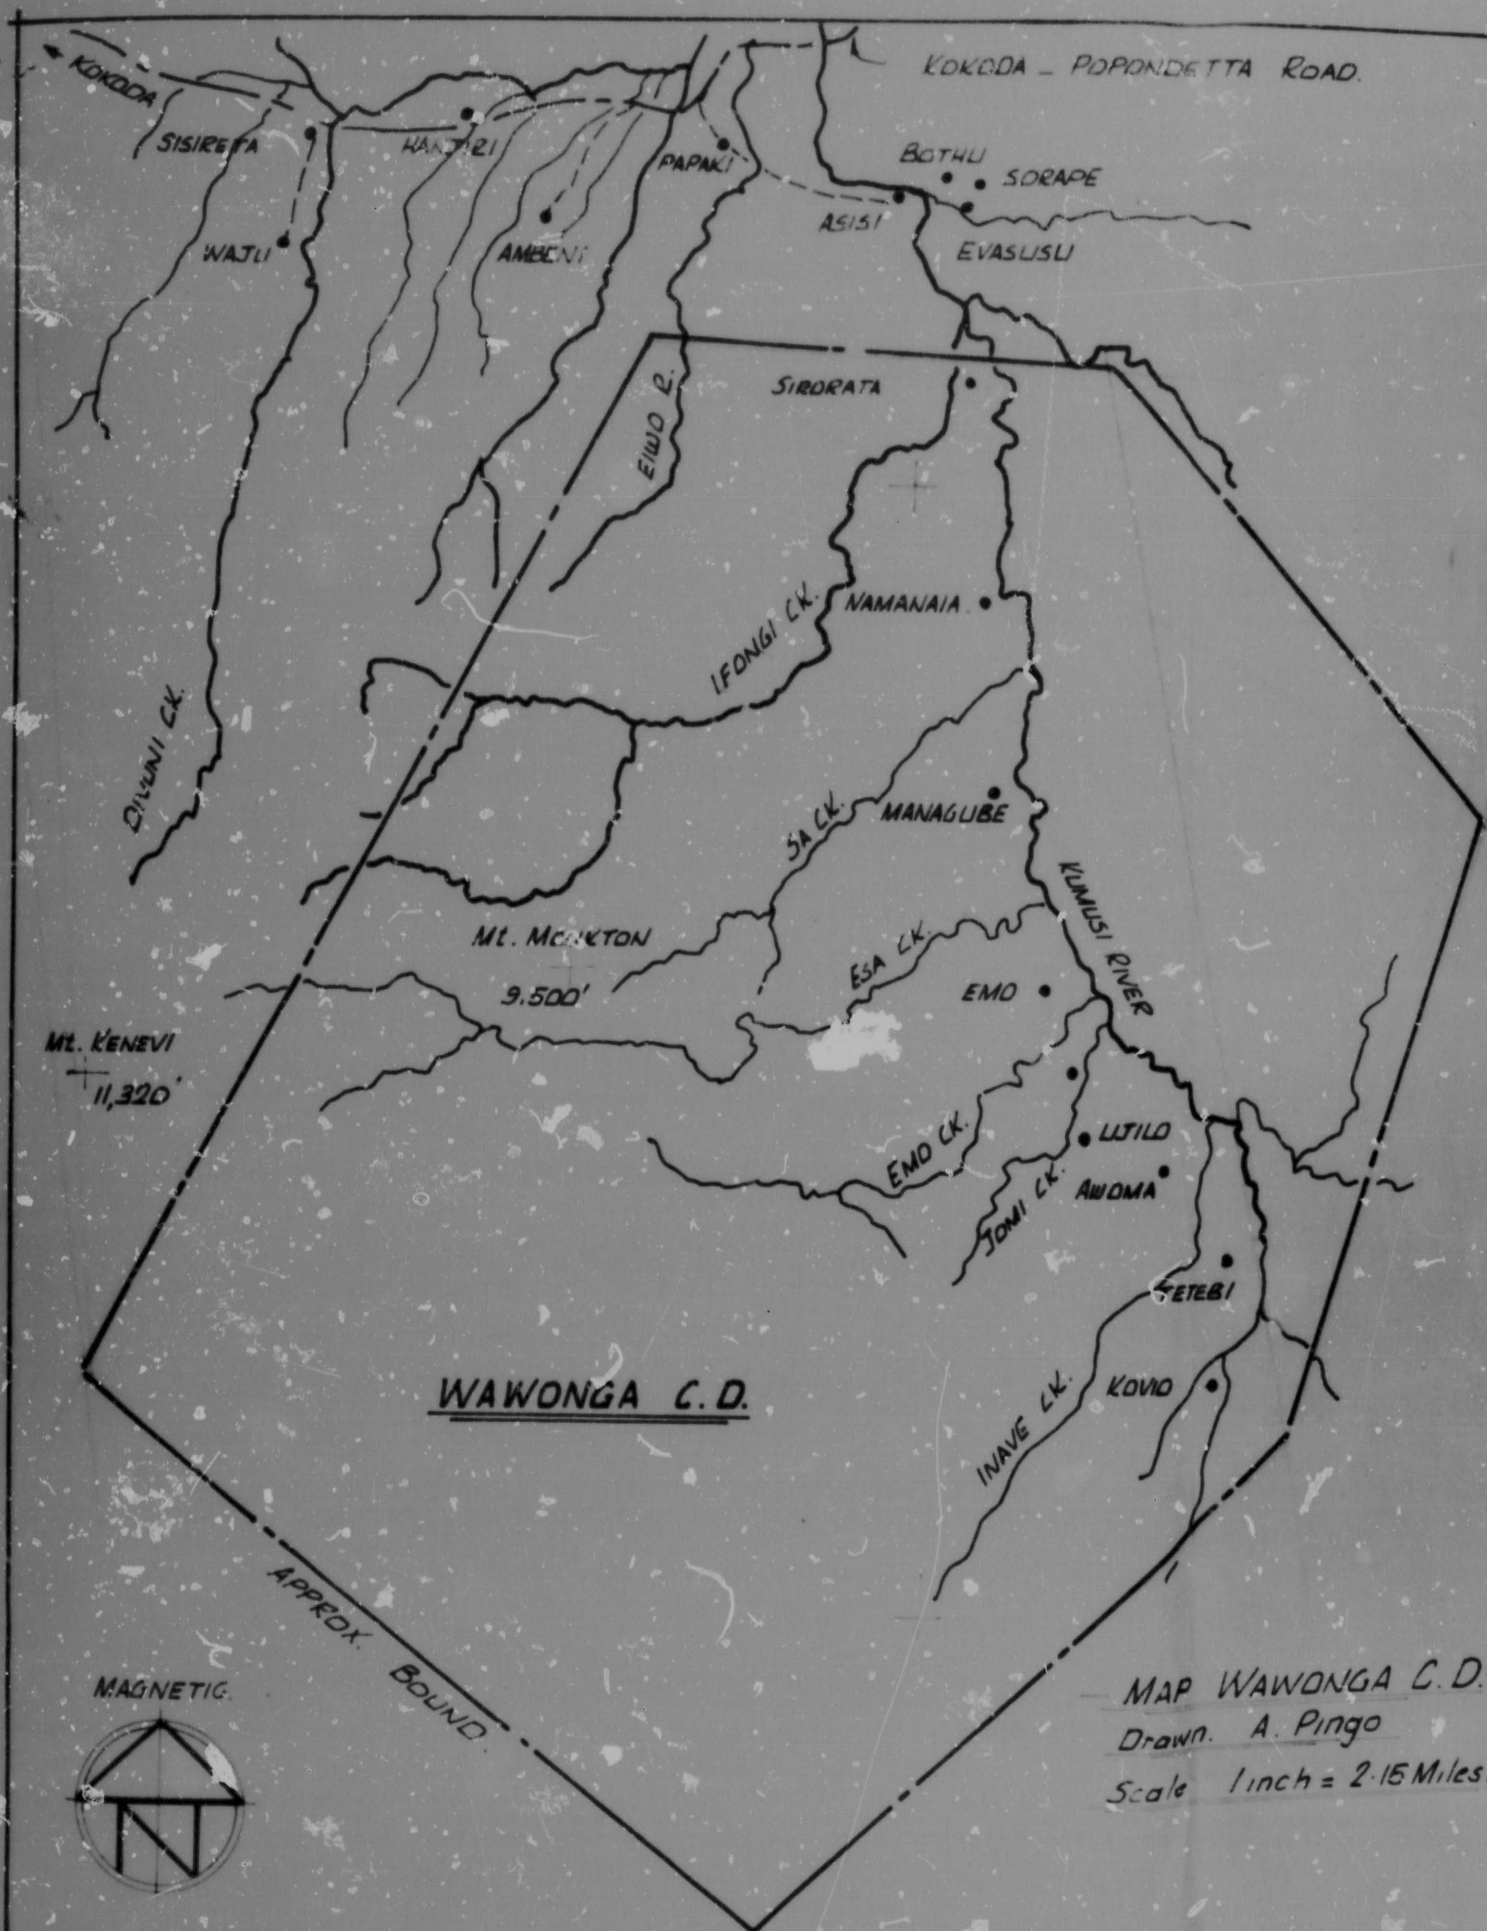 KOKODA
KOKODA - POPONDETTA ROAD.
SISIRETA
HANJIRI
PAPAKI
BOTHU
SORAPE
ASISI
WAJU
AMBENI
EVASUSU
SIRORATA
EIWO R.
NAMANAIA
IFONGI CK.
DIVUNI CK.
SA CK.
MANAGUBE
KUMUSI RIVER
Mt. MONKTON
9.500'
ESA CK.
EMO
Mt. KENEVI
11,320'
EMO CK.
UJILO
JOMI CK.
AWOMA
TETEBI
WAWONGA C.D.
INAVE CK.
KOVIO
APPROX. BOUND.
MAGNETIC
N
MAP WAWONGA C.D.
Drawn. A. Pingo
Scale 1 inch = 2.15 Miles.